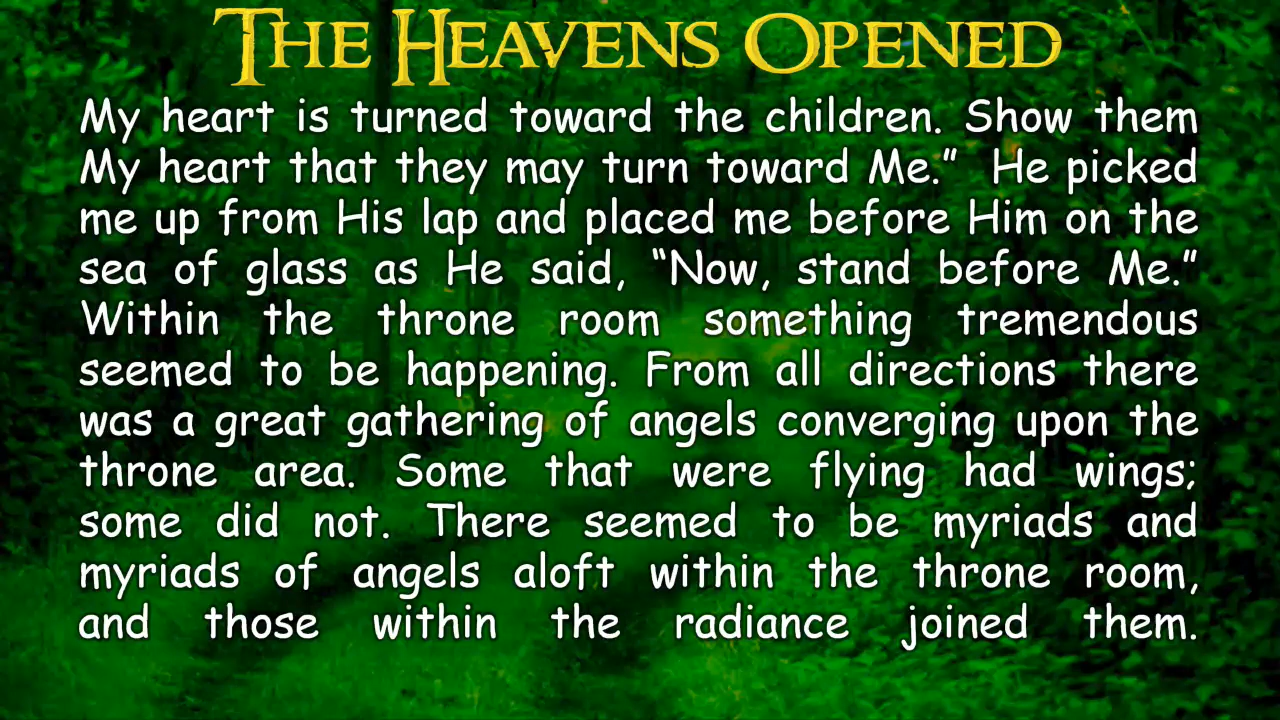 THE HEAVENS OPENED
My heart is turned toward the children. Show them
My heart that they may turn toward Me.”  He picked
me up from His lap and placed me before Him on the
sea of glass as He said, “Now, stand before Me.”
Within the throne room something tremendous
seemed to be happening. From all directions there
was a great gathering of angels converging upon the
throne area. Some that were flying had wings;
some did not. There seemed to be myriads and
myriads of angels aloft within the throne room,
and those within the radiance joined them.